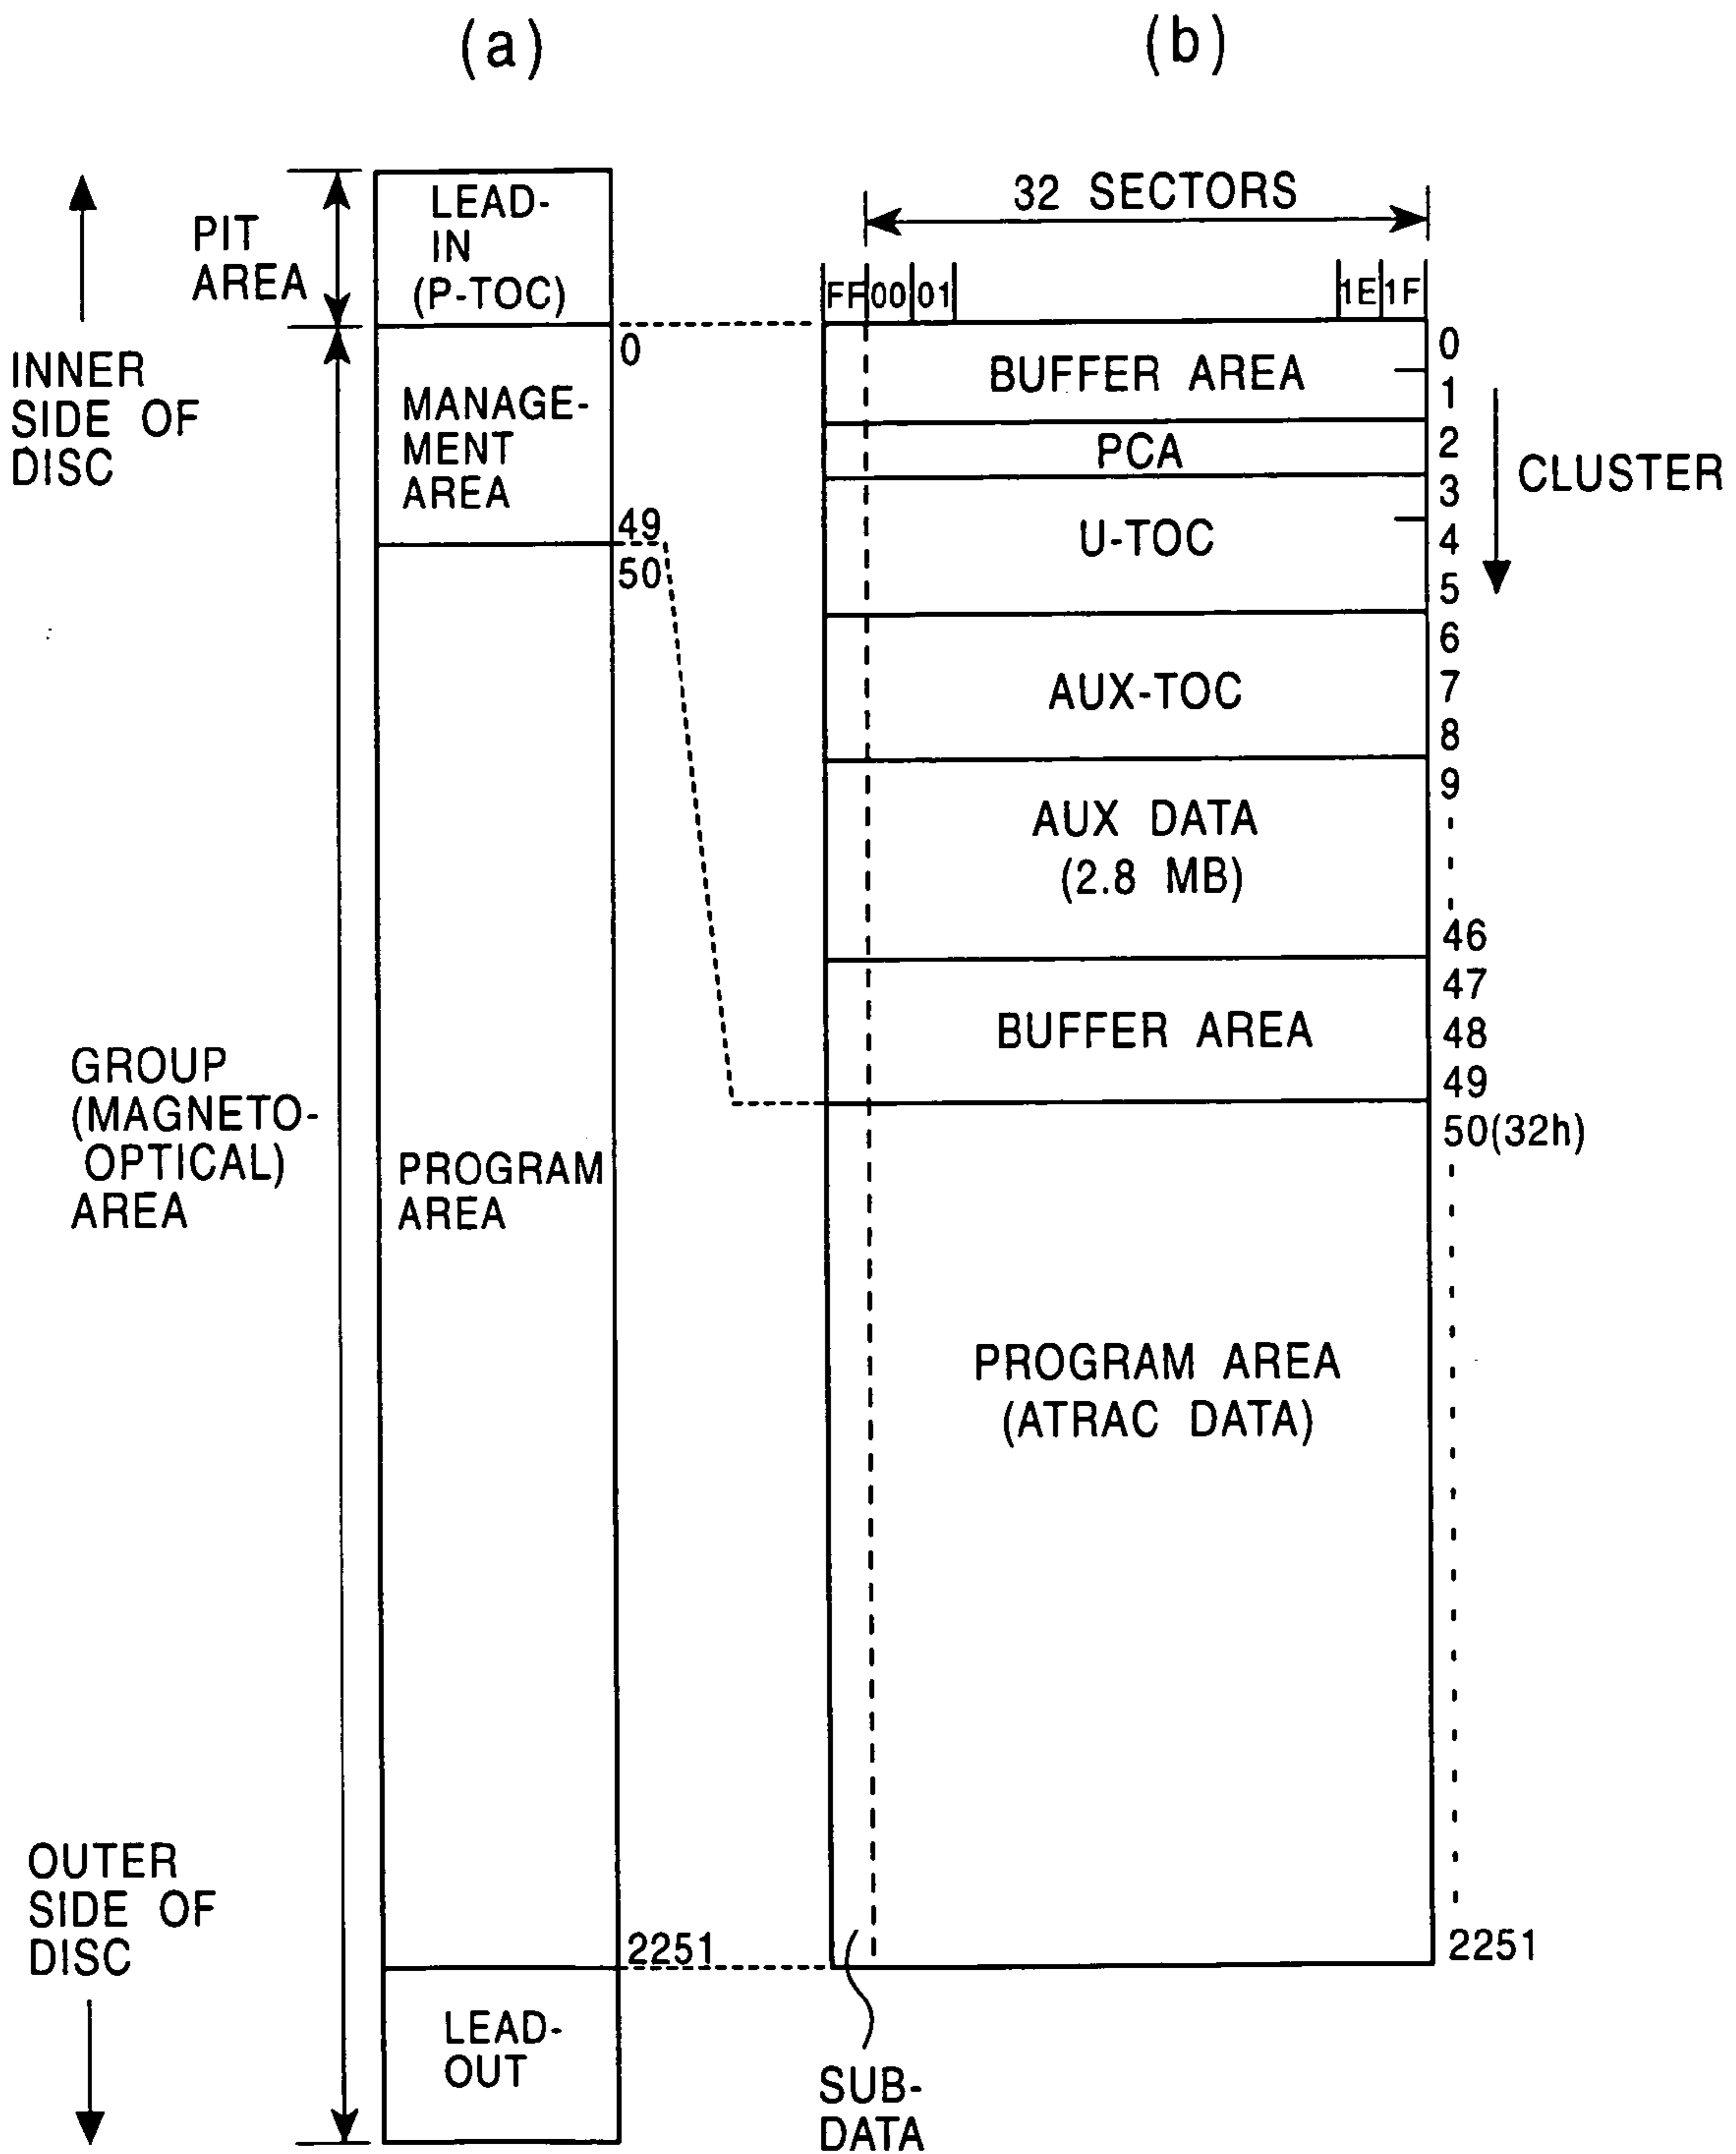 (a)
(b)
INNER
SIDE OF
DISC
PIT
AREA
LEAD-
IN
(P-TOC)
0
MANAGE-
MENT
AREA
49
50
GROUP
(MAGNETO-
OPTICAL)
AREA
PROGRAM
AREA
OUTER
SIDE OF
DISC
2251
LEAD-
OUT
32 SECTORS
FF 00 01 1E 1F
BUFFER AREA
0
1
PCA
2
U-TOC
3
4
5
CLUSTER
AUX-TOC
6
7
8
AUX DATA
(2.8 MB)
9
46
BUFFER AREA
47
48
49
50(32h)
PROGRAM AREA
(ATRAC DATA)
2251
SUB-
DATA